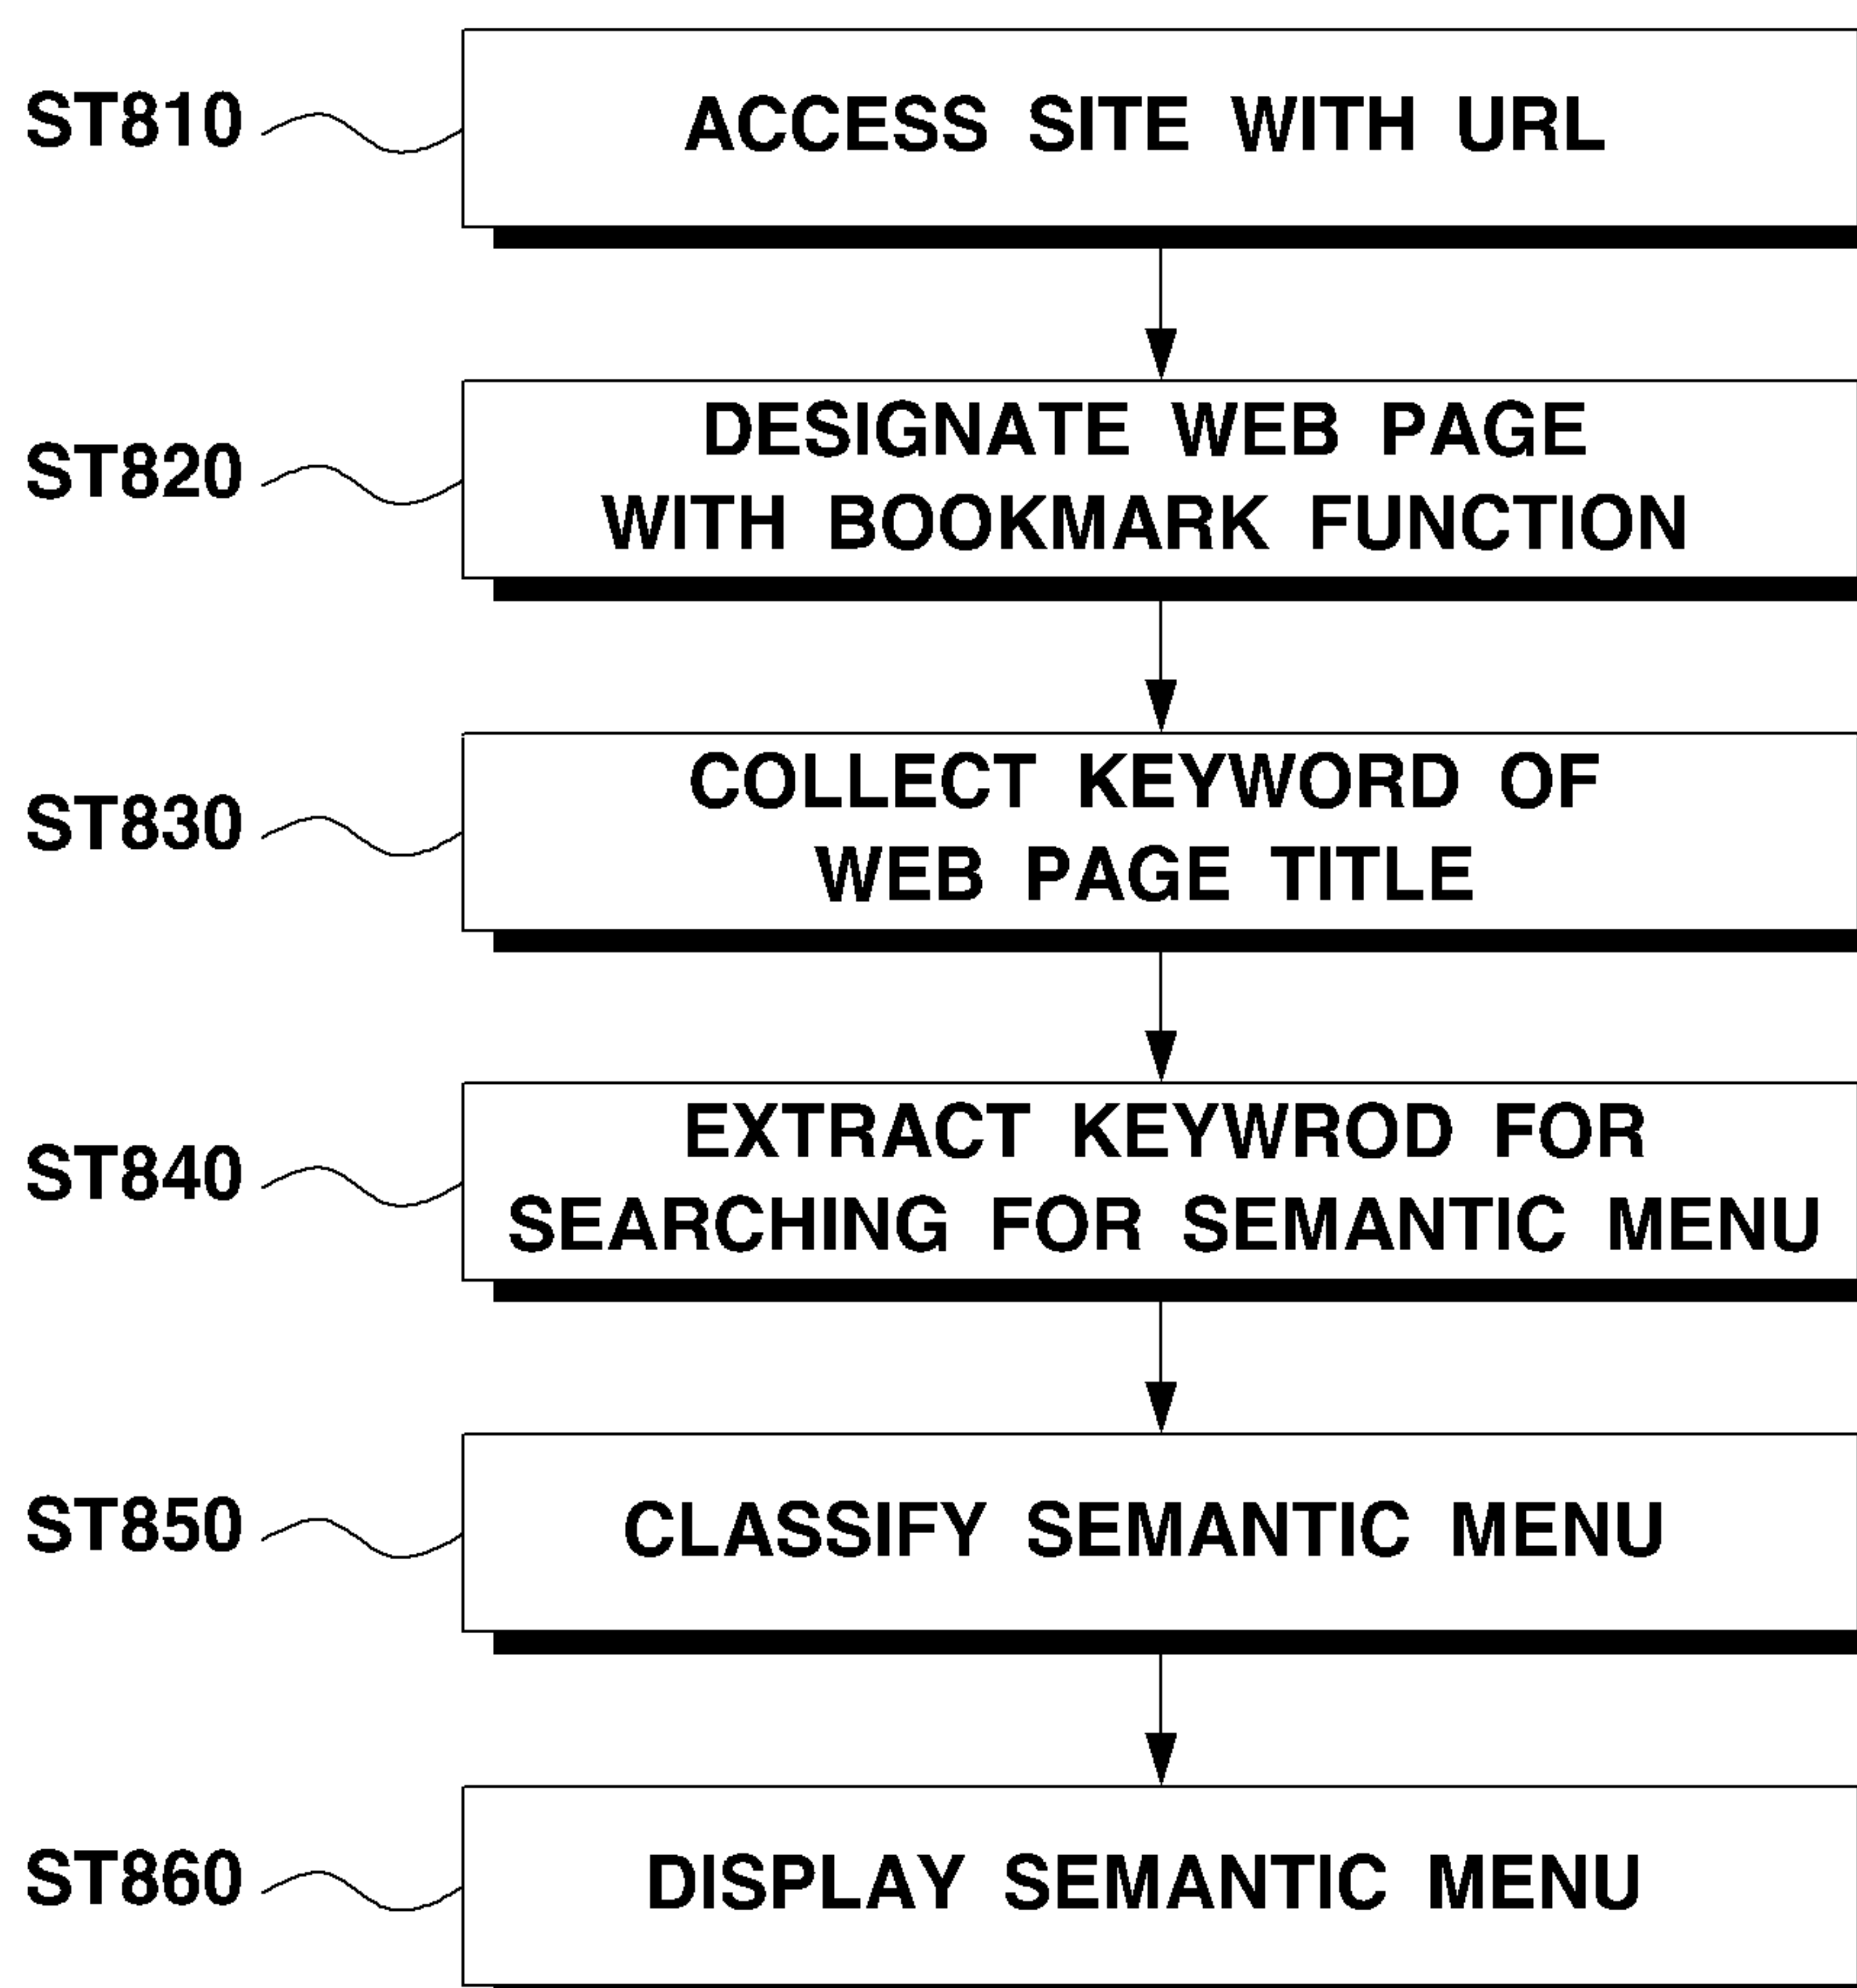 ST810
ACCESS SITE WITH URL
ST820
DESIGNATE WEB PAGE
WITH BOOKMARK FUNCTION
ST830
COLLECT KEYWORD OF
WEB PAGE TITLE
ST840
EXTRACT KEYWROD FOR
SEARCHING FOR SEMANTIC MENU
ST850
CLASSIFY SEMANTIC MENU
ST860
DISPLAY SEMANTIC MENU